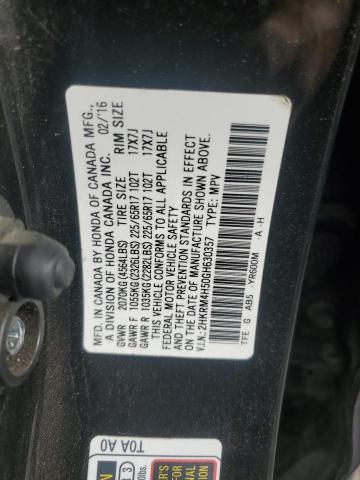 MFD. IN CANADA BY HONDA OF CANADA MFG.,
A DIVISION OF HONDA CANADA INC. 02/16
GVWR 2070KG(4564LBS) TIRE SIZE RIM SIZE
GAWR F 1055KG(2326LBS) 225/65R17 102T 17X7J
GAWR R 1035KG(2282LBS) 225/65R17 102T 17X7J
THIS VEHICLE CONFORMS TO ALL APPLICABLE
FEDERAL MOTOR VEHICLE SAFETY
AND THEFT PREVENTION STANDARDS IN EFFECT
ON THE DATE OF MANUFACTURE SHOWN ABOVE.
V.I.N.: 2HKRM4H50GH630357 TYPE: MPV
TFE G AB5 -YR600M -A -H
TOA A0